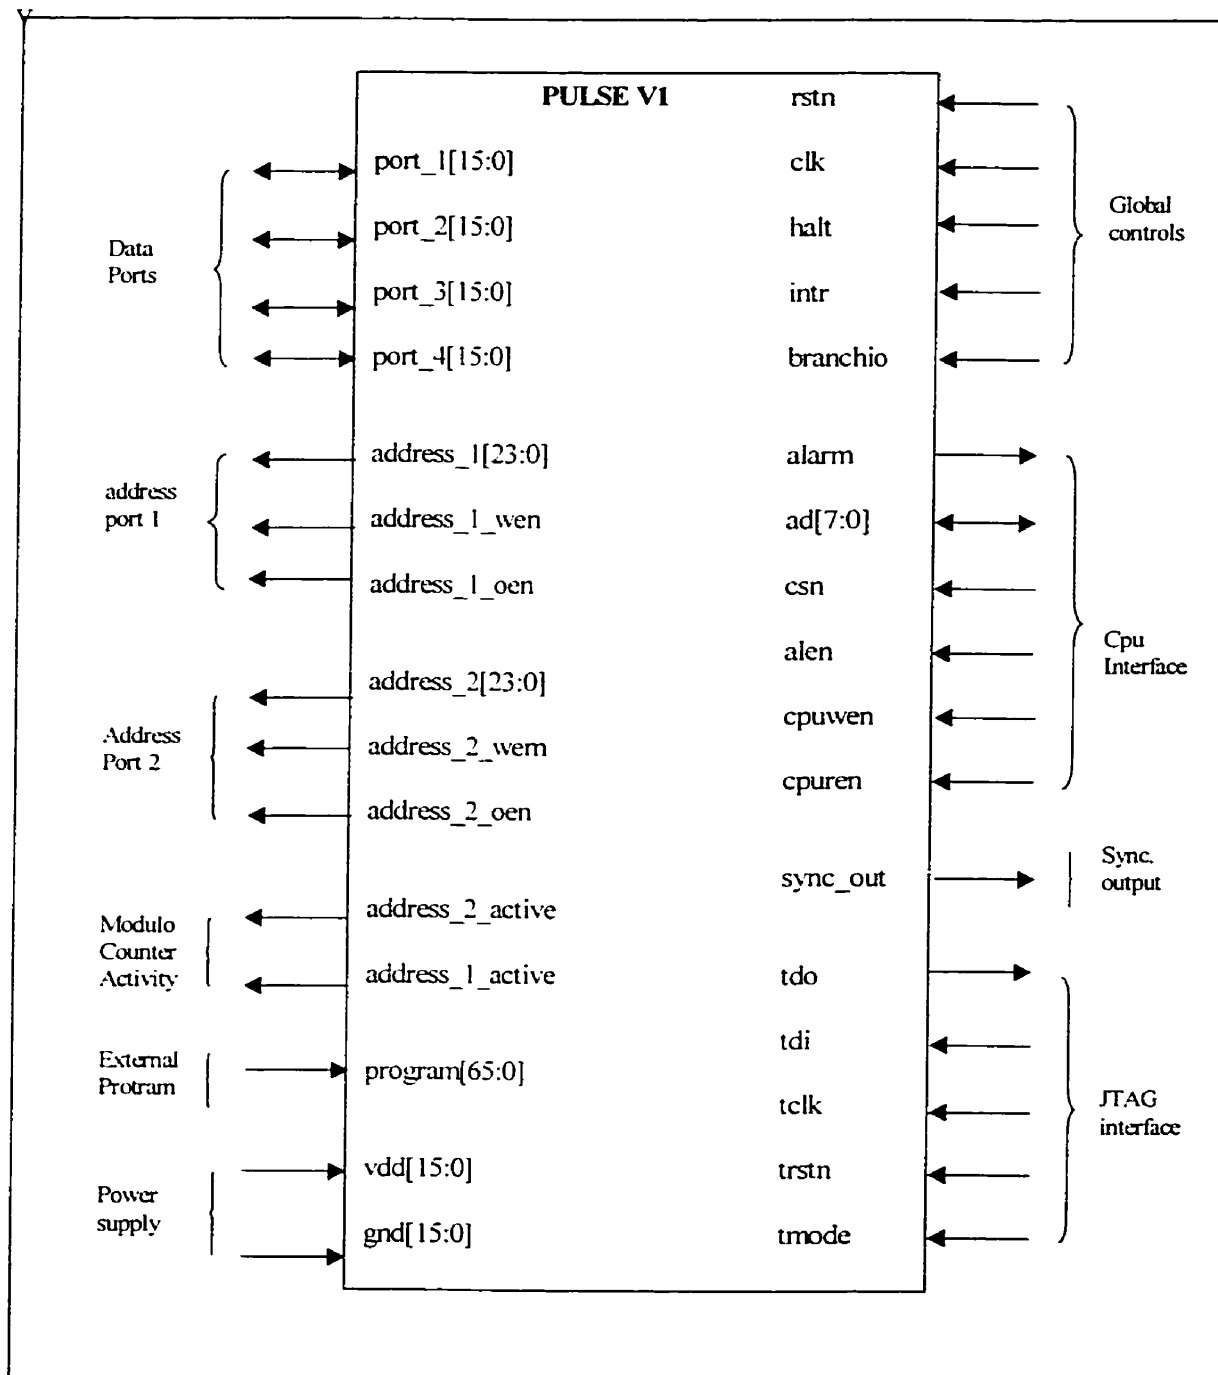 PULSE V1
rstn
port_1[15:0]
clk
port_2[15:0]
halt
port_3[15:0]
intr
port_4[15:0]
branchio
Data
Ports
Global
controls
address_1[23:0]
alarm
address_1_wen
ad[7:0]
address_1_oen
csn
address
port 1
alen
address_2[23:0]
cpuwen
address_2_wem
cpuren
address_2_oen
Address
Port 2
Cpu
Interface
sync_out
Sync.
output
address_2_active
address_1_active
Modulo
Counter
Activity
tdo
tdi
program[65:0]
External
Protram
tclk
vdd[15:0]
trstn
gnd[15:0]
tmode
Power
supply
JTAG
interface